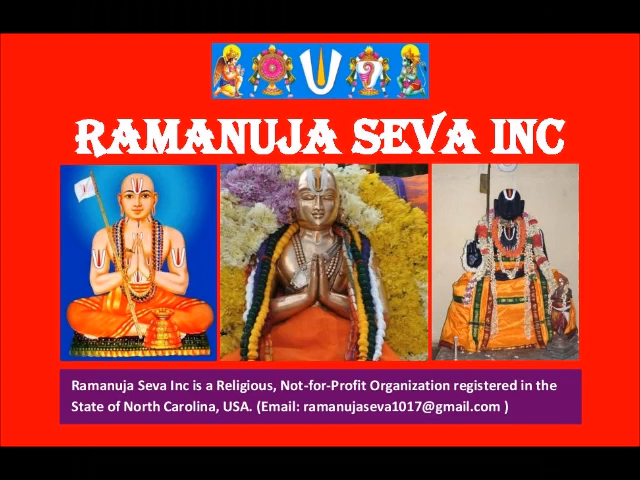 RAMANUJA SEVA INC
Ramanuja Seva Inc is a Religious, Not-for-Profit Organization registered in the
State of North Carolina, USA. (Email: ramanujaseva1017@gmail.com )